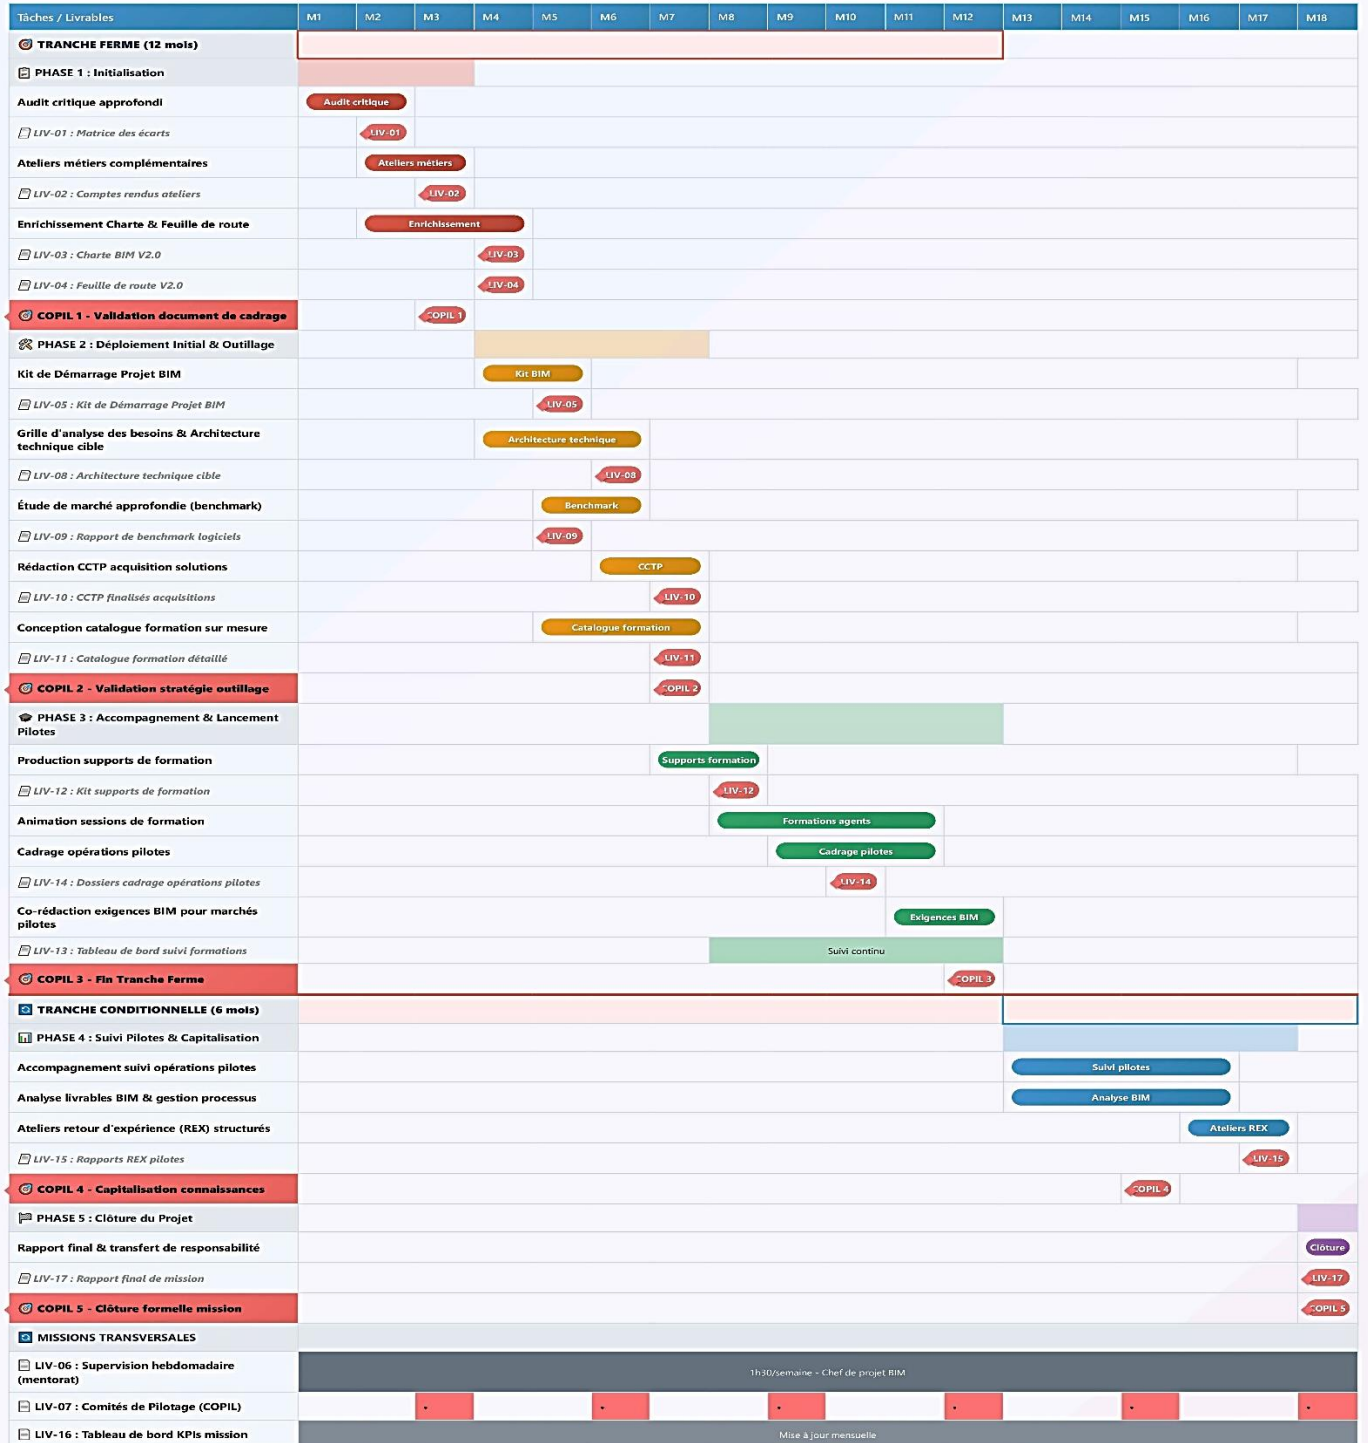 Tâches / Livrables M1 M2 M3 M4 M5 M6 M7 M8 M9 M10 M11 M12 M13 M14 M15 M16 M17 M18
TRANCHE FERME (12 mois)
PHASE 1 : Initialisation
Audit critique approfondi Audit critique
LIV-01 : Matrice des écarts LIV-01
Ateliers métiers complémentaires Ateliers métiers
LIV-02 : Comptes rendus ateliers LIV-02
Enrichissement Charte & Feuille de route Enrichissement
LIV-03 : Charte BIM V2.0 LIV-03
LIV-04 : Feuille de route V2.0 LIV-04
COPIL 1 - Validation document de cadrage COPIL 1
PHASE 2 : Déploiement Initial & Outillage
Kit de Démarrage Projet BIM Kit BIM
LIV-05 : Kit de Démarrage Projet BIM LIV-05
Grille d'analyse des besoins & Architecture
technique cible Architecture technique
LIV-08 : Architecture technique cible LIV-08
Étude de marché approfondie (benchmark) Benchmark
LIV-09 : Rapport de benchmark logiciels LIV-09
Rédaction CCTP acquisition solutions CCTP
LIV-10 : CCTP finalisés acquisitions LIV-10
Conception catalogue formation sur mesure Catalogue formation
LIV-11 : Catalogue formation détaillé LIV-11
COPIL 2 - Validation stratégie outillage COPIL 2
PHASE 3 : Accompagnement & Lancement
Pilotes
Production supports de formation Supports formation
LIV-12 : Kit supports de formation LIV-12
Animation sessions de formation Formations agents
Cadrage opérations pilotes Cadrage pilotes
LIV-14 : Dossiers cadrage opérations pilotes LIV-14
Co-rédaction exigences BIM pour marchés
pilotes Exigences BIM
LIV-13 : Tableau de bord suivi formations Suivi continu
COPIL 3 - Fin Tranche Ferme COPIL 3
TRANCHE CONDITIONNELLE (6 mois)
PHASE 4 : Suivi Pilotes & Capitalisation
Accompagnement suivi opérations pilotes Suivi pilotes
Analyse livrables BIM & gestion processus Analyse BIM
Ateliers retour d'expérience (REX) structurés Ateliers REX
LIV-15 : Rapports REX pilotes LIV-15
COPIL 4 - Capitalisation connaissances COPIL 4
PHASE 5 : Clôture du Projet
Rapport final & transfert de responsabilité Clôture
LIV-17 : Rapport final de mission LIV-17
COPIL 5 - Clôture formelle mission COPIL 5
MISSIONS TRANSVERSALES
LIV-06 : Supervision hebdomadaire
(mentorat) 1h30/semaine - Chef de projet BIM
LIV-07 : Comités de Pilotage (COPIL) • • • • • •
LIV-16 : Tableau de bord KPIs mission Mise à jour mensuelle